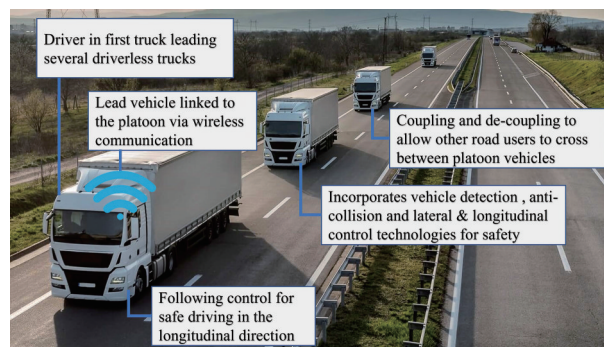 Driver in first truck leading
several driverless trucks
Lead vehicle linked to
the platoon via wireless
communication
Coupling and de-coupling to
allow other road users to cross
between platoon vehicles
Incorporates vehicle detection , anti-
collision and lateral & longitudinal
control technologies for safety
Following control for
safe driving in the
longitudinal direction